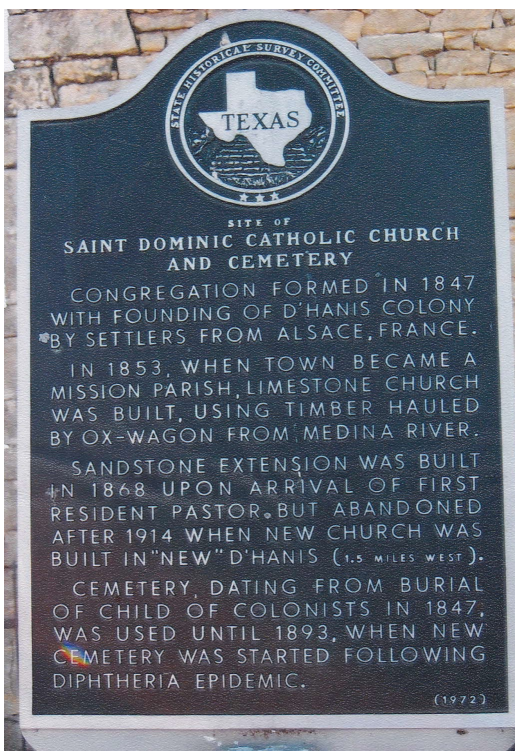 STATE HISTORICAL SURVEY COMMITTEE
TEXAS
SITE OF
SAINT DOMINIC CATHOLIC CHURCH
AND CEMETERY
CONGREGATION FORMED IN 1847
WITH FOUNDING OF D'HANIS COLONY
BY SETTLERS FROM ALSACE, FRANCE.
IN 1853, WHEN TOWN BECAME A
MISSION PARISH, LIMESTONE CHURCH
WAS BUILT, USING TIMBER HAULED
BY OX-WAGON FROM MEDINA RIVER.
SANDSTONE EXTENSION WAS BUILT
IN 1868 UPON ARRIVAL OF FIRST
RESIDENT PASTOR. BUT ABANDONED
AFTER 1914 WHEN NEW CHURCH WAS
BUILT IN "NEW" D'HANIS (1.5 MILES WEST).
CEMETERY, DATING FROM BURIAL
OF CHILD OF COLONISTS IN 1847,
WAS USED UNTIL 1893, WHEN NEW
CEMETERY WAS STARTED FOLLOWING
DIPHTHERIA EPIDEMIC.
(1972)